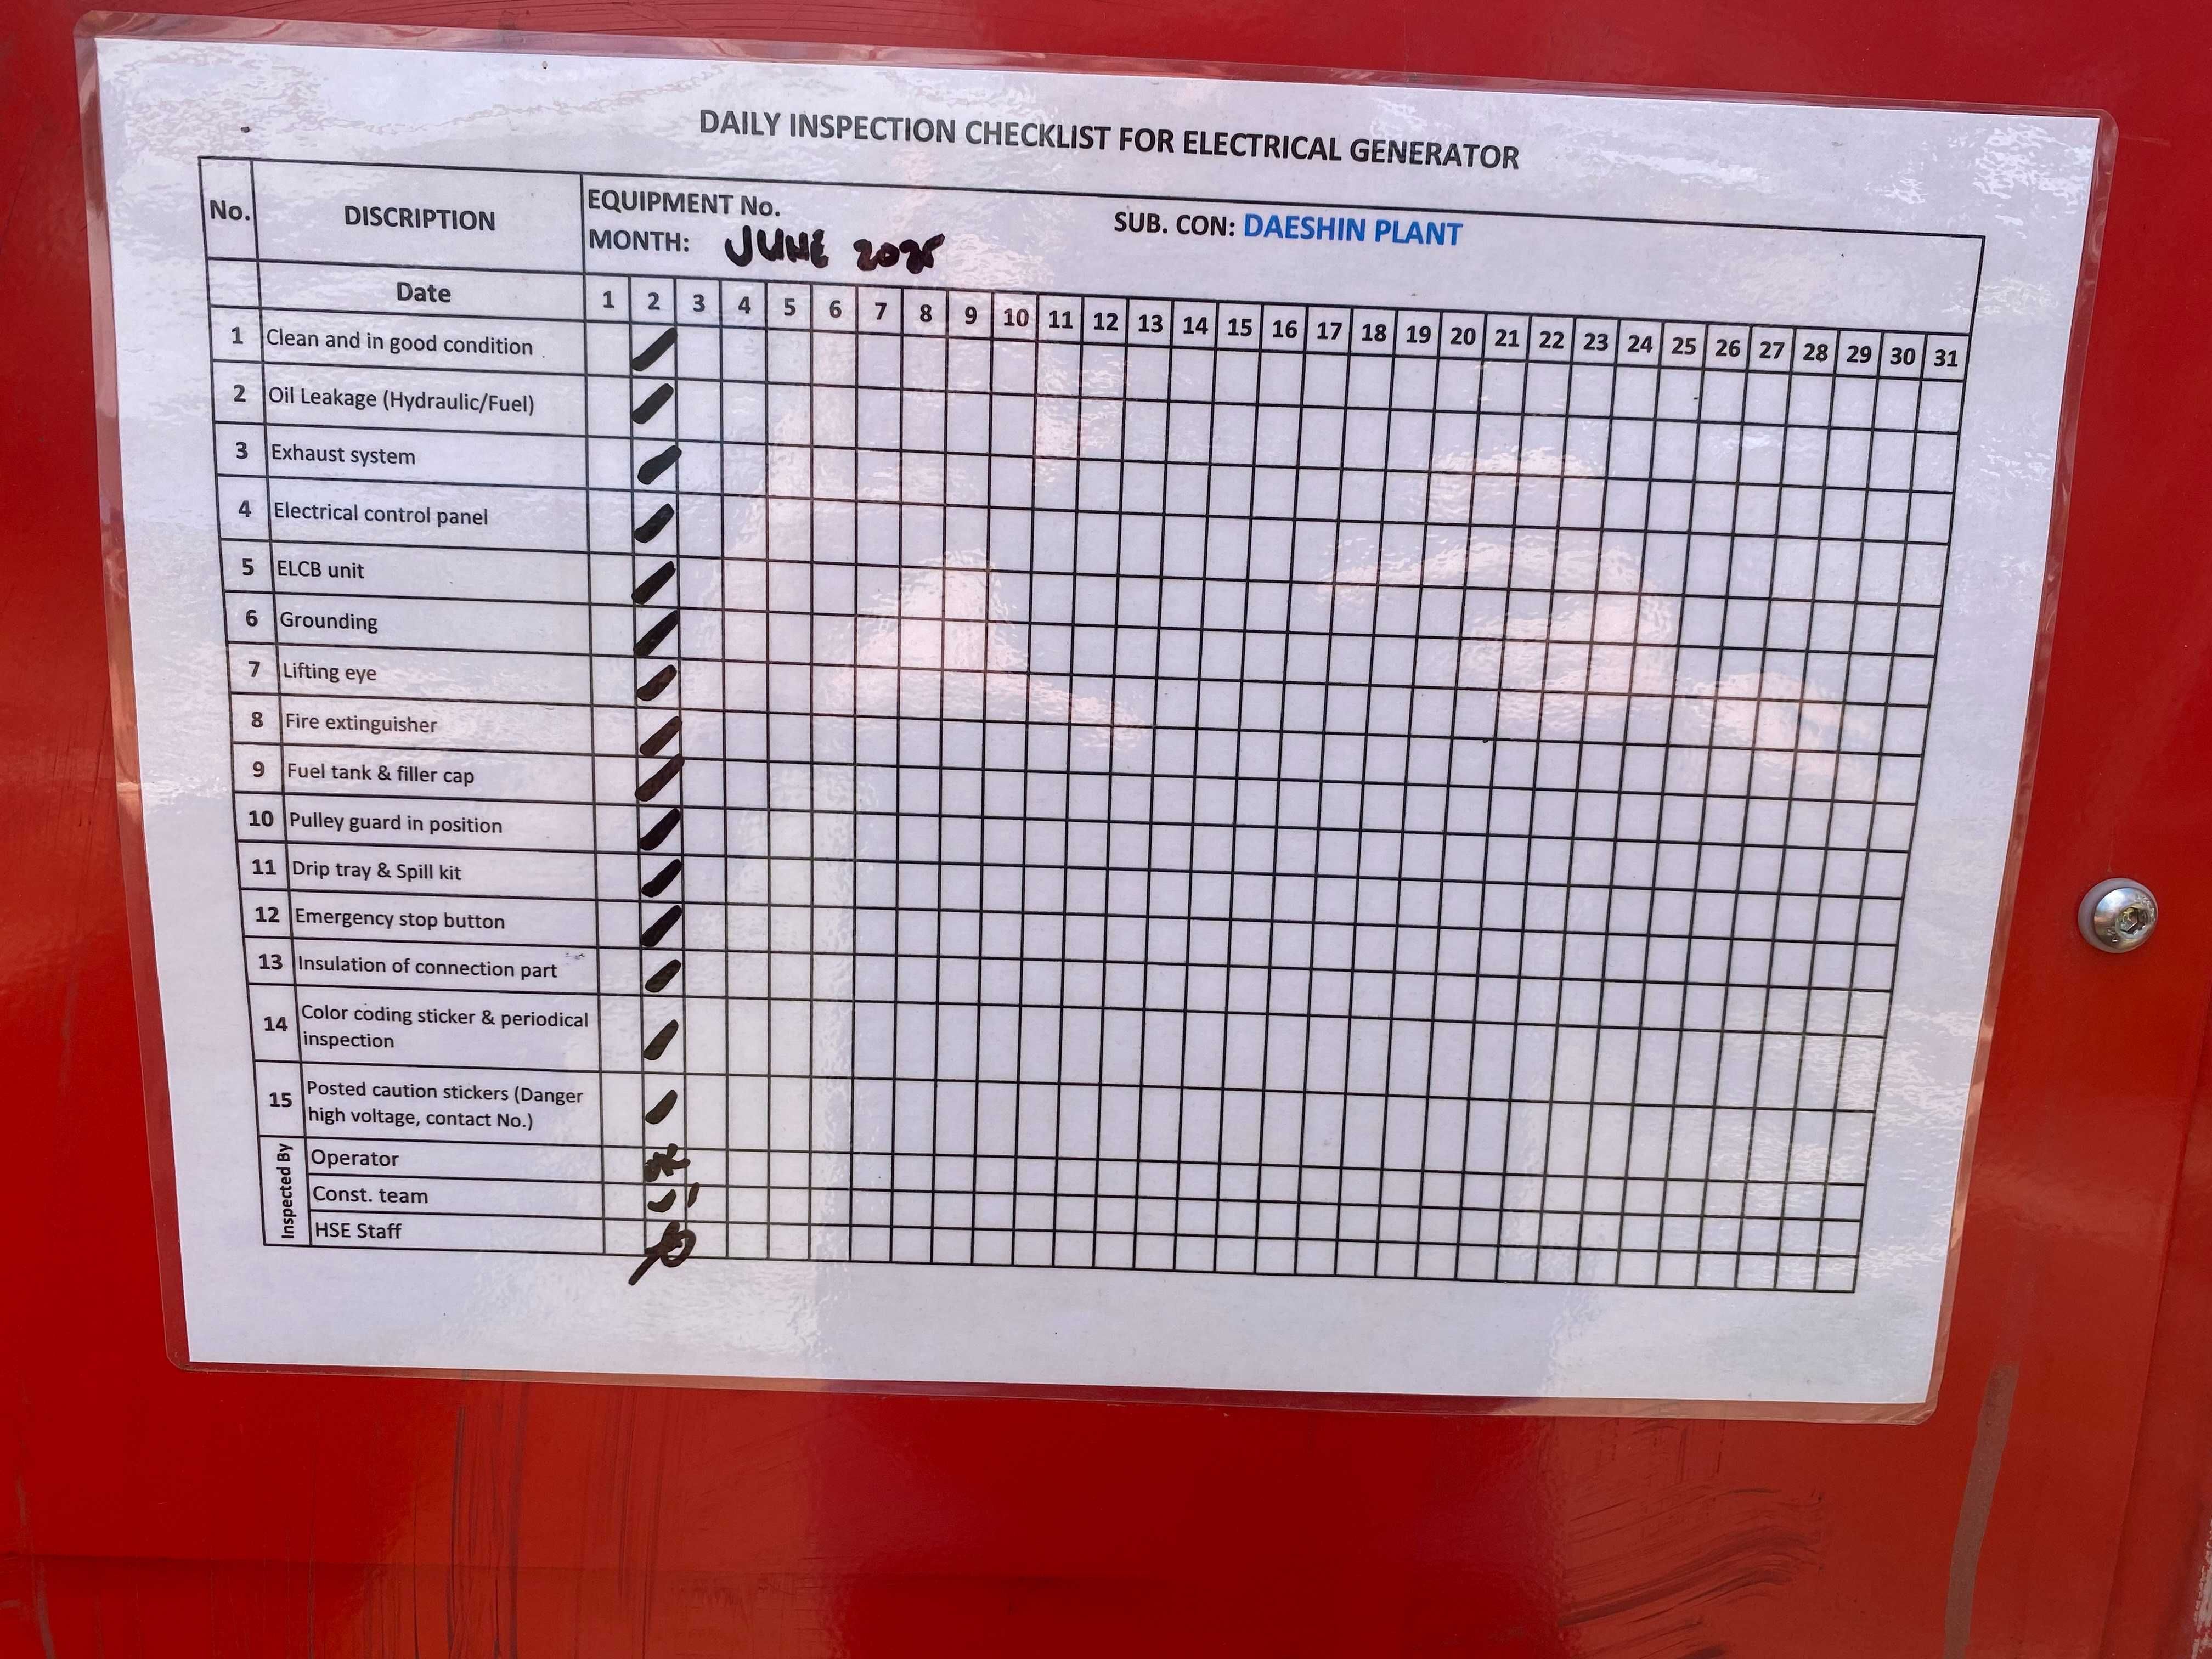 DAILY INSPECTION CHECKLIST FOR ELECTRICAL GENERATOR
No. DISCRIPTION EQUIPMENT No. SUB. CON: DAESHIN PLANT
MONTH: JUNE
Date 1 2 3 4 5 6 7 8 9 10 11 12 13 14 15 16 17 18 19 20 21 22 23 24 25 26 27 28 29 30 31
1 Clean and in good condition
2 Oil Leakage (Hydraulic/Fuel)
3 Exhaust system
4 Electrical control panel
5 ELCB unit
6 Grounding
7 Lifting eye
8 Fire extinguisher
9 Fuel tank & filler cap
10 Pulley guard in position
11 Drip tray & Spill kit
12 Emergency stop button
13 Insulation of connection part
14 Color coding sticker & periodical
inspection
15 Posted caution stickers (Danger
high voltage, contact No.)
Inspected By
Operator
Const. team
HSE Staff